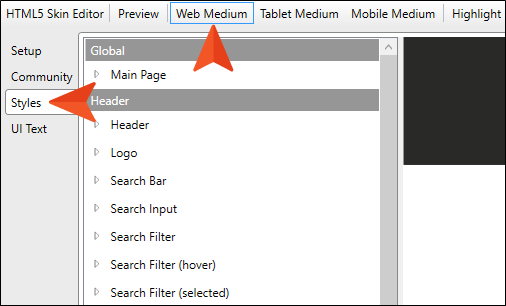 HTML5 Skin Editor Preview Web Medium Tablet Medium Mobile Medium Highlight
Setup
Community
Styles
UI Text
Global
Main Page
Header
Header
Logo
Search Bar
Search Input
Search Filter
Search Filter (hover)
Search Filter (selected)